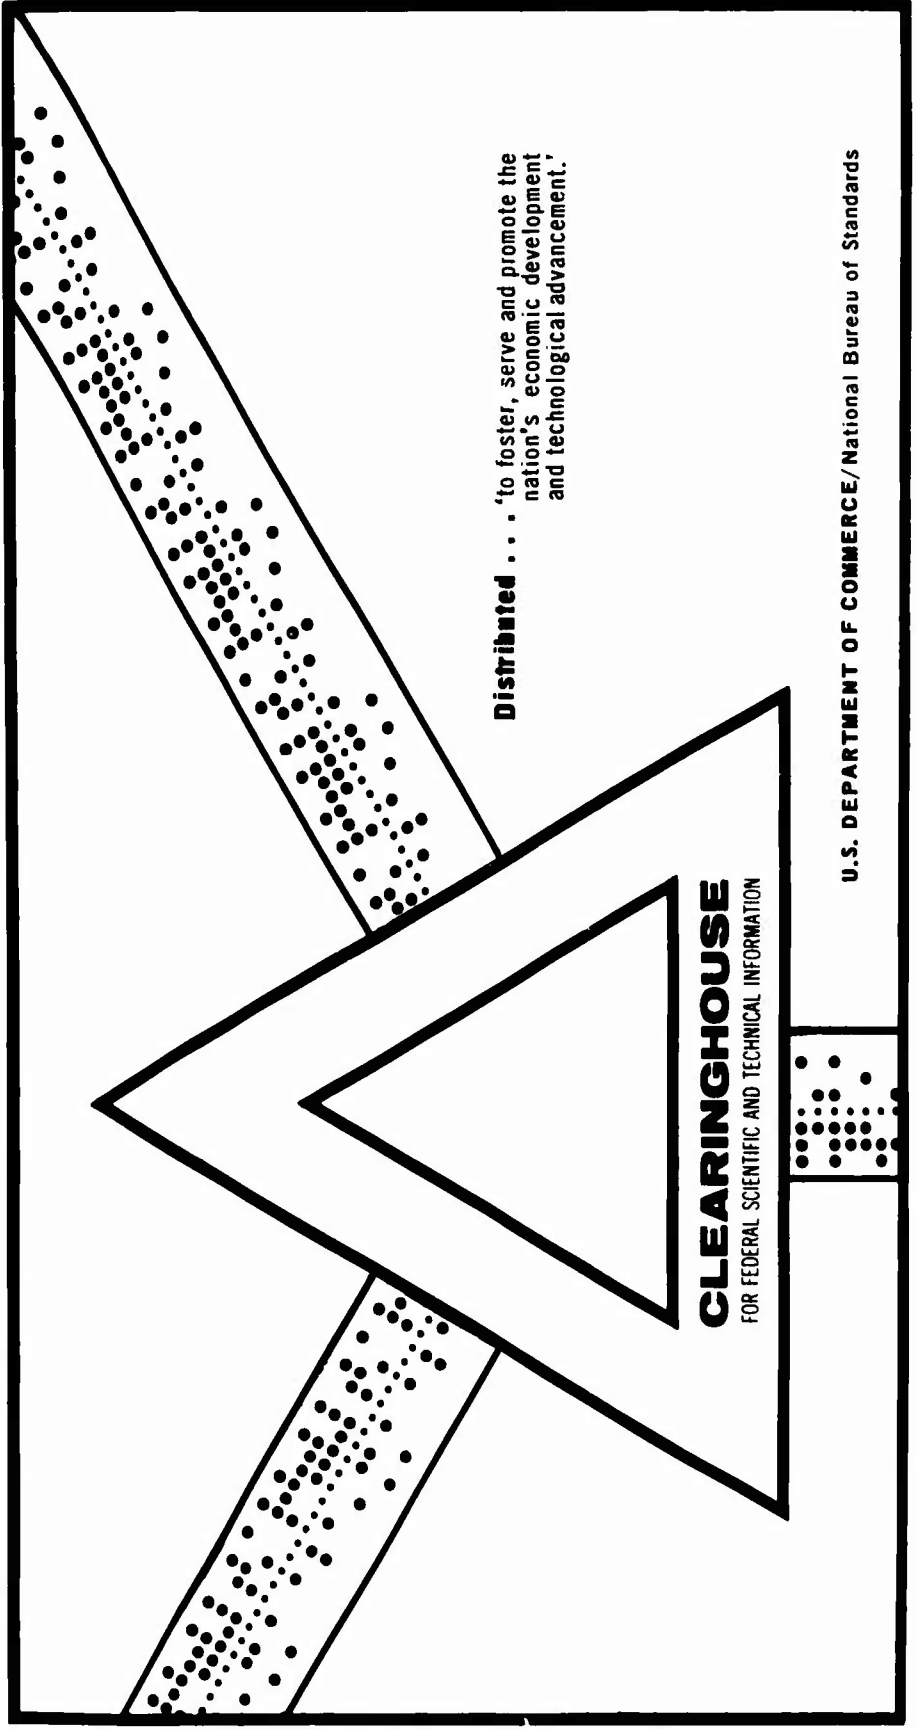 Distributed . . . 'to foster, serve and promote the
nation's economic development
and technological advancement.'
CLEARINGHOUSE
FOR FEDERAL SCIENTIFIC AND TECHNICAL INFORMATION
U.S. DEPARTMENT OF COMMERCE/National Bureau of Standards